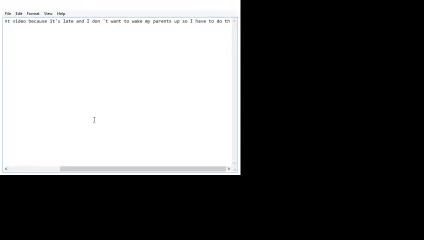 File Edit Format View Help
nt video because it's late and I don 't want to wake my parents up so I have to do th